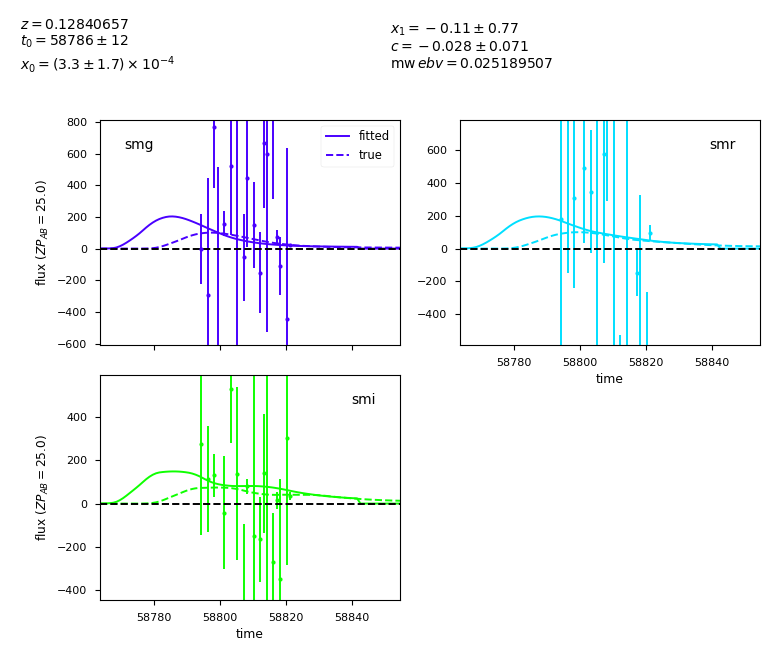 z = 0.12840657
t₀ = 58786 ± 12
x₀ = (3.3 ± 1.7) × 10⁻⁴
x₁ = −0.11 ± 0.77
c = −0.028 ± 0.071
mw ebv = 0.025189507
smg
fitted
true
flux (ZP_AB = 25.0)
800
600
400
200
0
−200
−400
−600
smr
600
400
200
0
−200
−400
58780
58800
58820
58840
time
smi
flux (ZP_AB = 25.0)
400
200
0
−200
−400
58780
58800
58820
58840
time